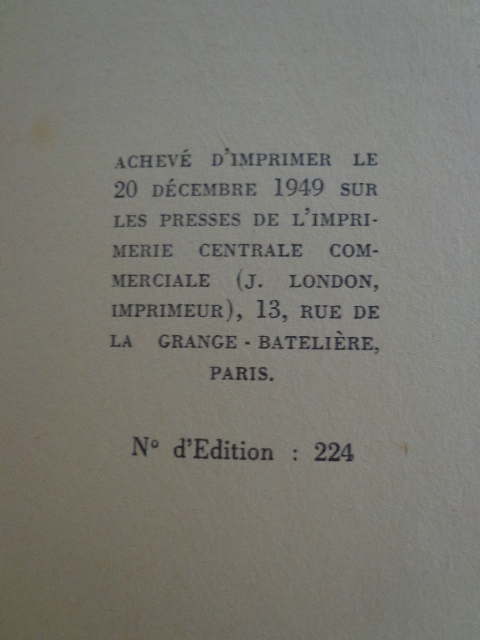 ACHEVÉ D'IMPRIMER LE
20 DÉCEMBRE 1949 SUR
LES PRESSES DE L'IMPRI-
MERIE CENTRALE COM-
MERCIALE (J. LONDON,
IMPRIMEUR), 13, RUE DE
LA GRANGE - BATELIÈRE,
PARIS.
Nº d'Edition : 224